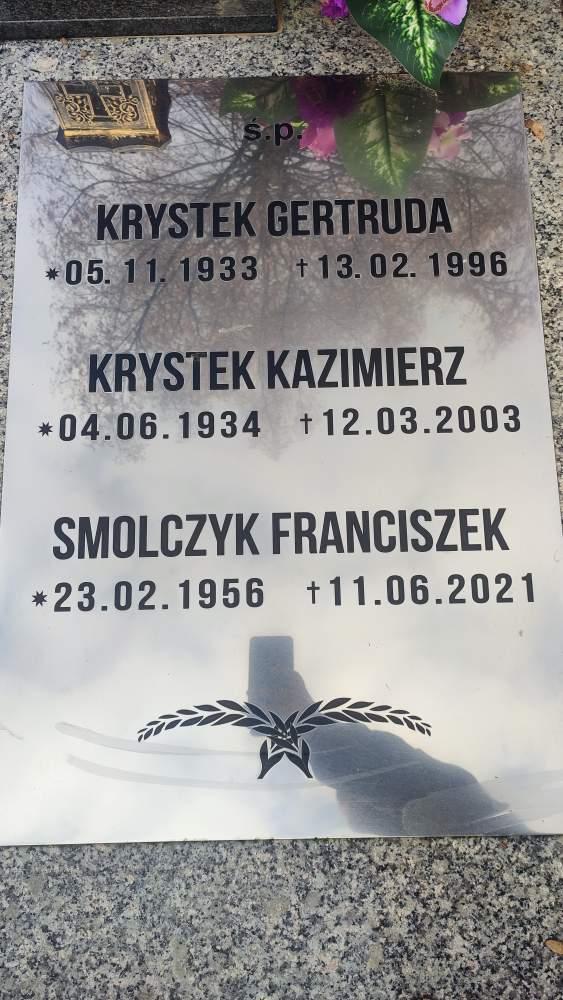 ś.p.
KRYSTEK GERTRUDA
*05.11.1933 †13.02.1996
KRYSTEK KAZIMIERZ
*04.06.1934 †12.03.2003
SMOLCZYK FRANCISZEK
*23.02.1956 †11.06.2021